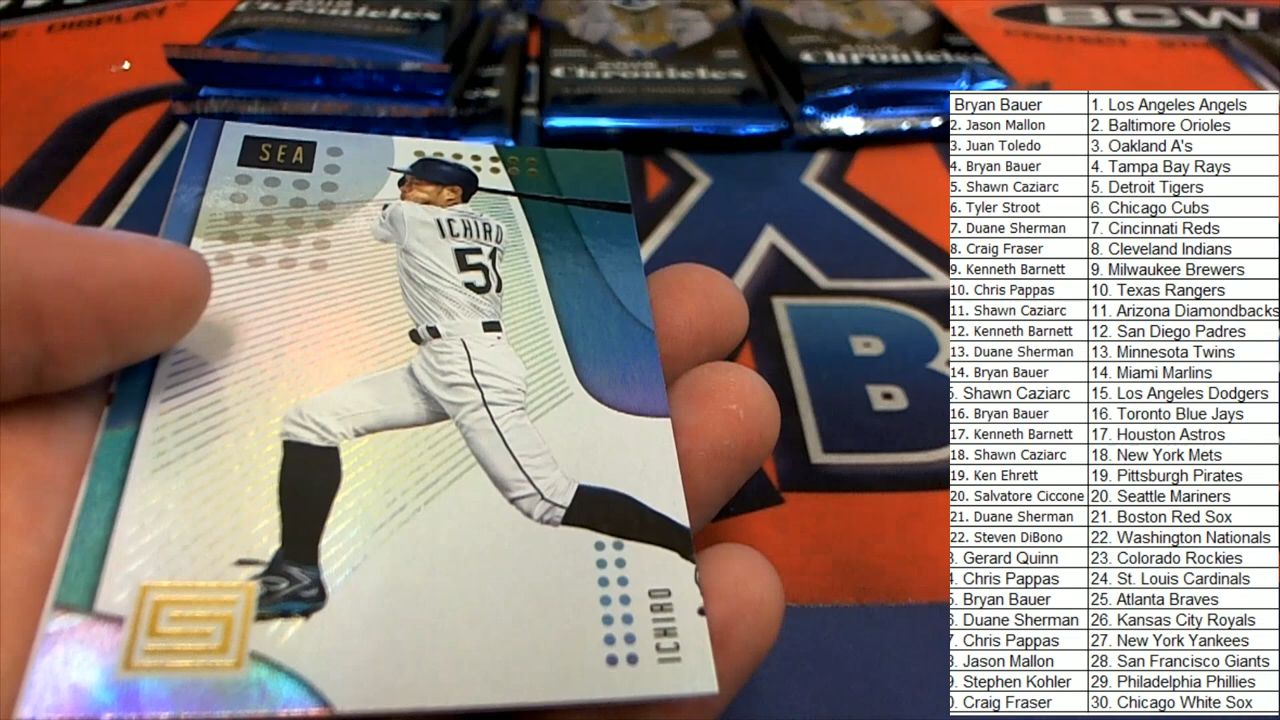 DISPLAY
BCW
Chronicles
Chronicles
SEA
ICHIRO
51
ICHIRO
B
Bryan Bauer 1. Los Angeles Angels
2. Jason Mallon 2. Baltimore Orioles
3. Juan Toledo 3. Oakland A's
4. Bryan Bauer 4. Tampa Bay Rays
5. Shawn Caziarc 5. Detroit Tigers
6. Tyler Stroot 6. Chicago Cubs
7. Duane Sherman 7. Cincinnati Reds
8. Craig Fraser 8. Cleveland Indians
9. Kenneth Barnett 9. Milwaukee Brewers
10. Chris Pappas 10. Texas Rangers
11. Shawn Caziarc 11. Arizona Diamondbacks
12. Kenneth Barnett 12. San Diego Padres
13. Duane Sherman 13. Minnesota Twins
14. Bryan Bauer 14. Miami Marlins
5. Shawn Caziarc 15. Los Angeles Dodgers
16. Bryan Bauer 16. Toronto Blue Jays
17. Kenneth Barnett 17. Houston Astros
18. Shawn Caziarc 18. New York Mets
19. Ken Ehrett 19. Pittsburgh Pirates
20. Salvatore Ciccone 20. Seattle Mariners
21. Duane Sherman 21. Boston Red Sox
22. Steven DiBono 22. Washington Nationals
3. Gerard Quinn 23. Colorado Rockies
4. Chris Pappas 24. St. Louis Cardinals
5. Bryan Bauer 25. Atlanta Braves
6. Duane Sherman 26. Kansas City Royals
7. Chris Pappas 27. New York Yankees
8. Jason Mallon 28. San Francisco Giants
9. Stephen Kohler 29. Philadelphia Phillies
0. Craig Fraser 30. Chicago White Sox